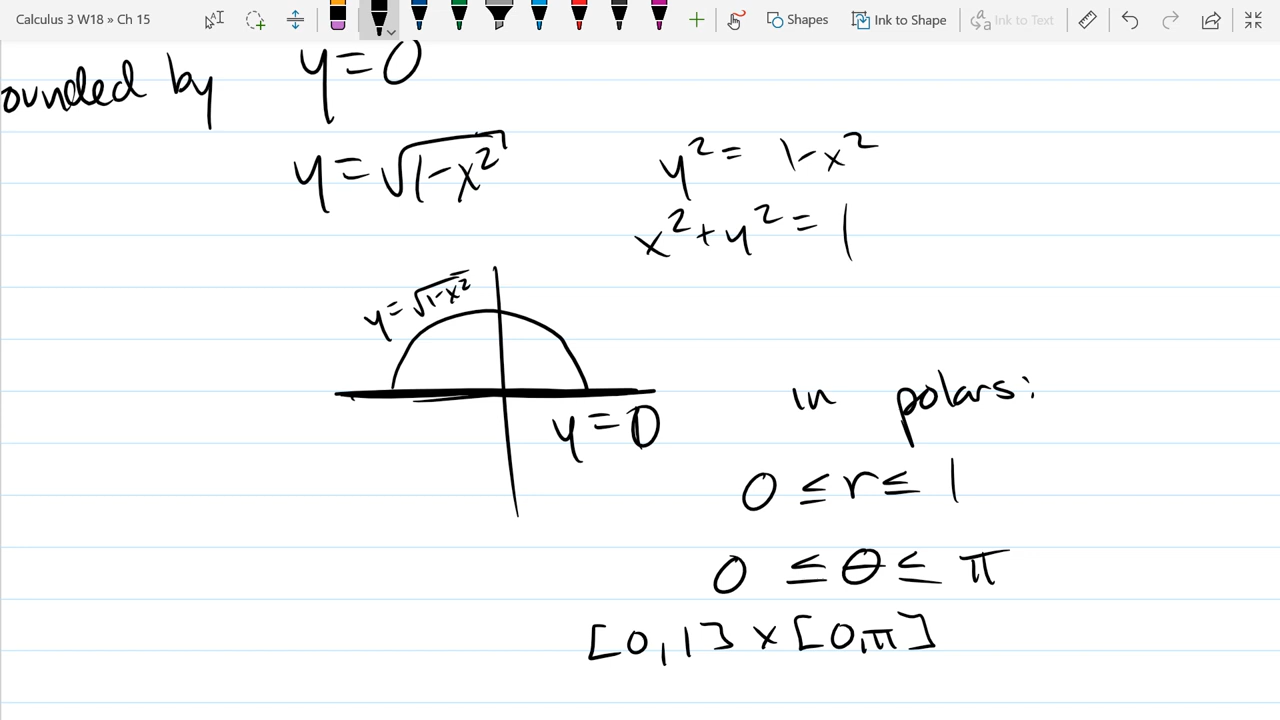 Calculus 3 W18 » Ch 15
Shapes
Ink to Shape
Ink to Text
ounded by y=0
y=√(1-x²)
y²= 1-x²
x²+y²=1
y=√(1-x²)
y=0
in polars:
0 ≤r≤ 1
0 ≤θ≤ π
[0,1]×[0,π]